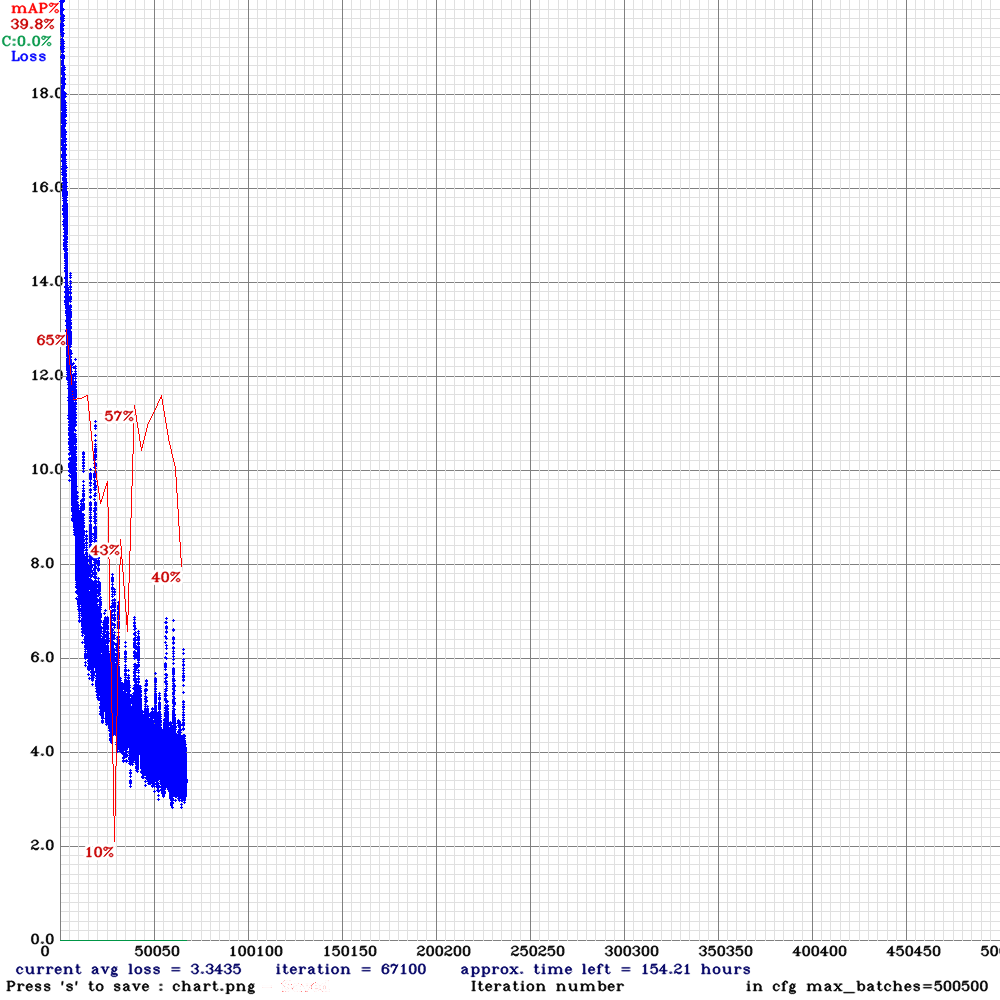 mAP%
39.8%
C:0.0%
Loss
18.0
16.0
14.0
65%
12.0
57%
10.0
43%
8.0
40%
6.0
4.0
2.0
10%
0.0
0 50050 100100 150150 200200 250250 300300 350350 400400 450450 500
current avg loss = 3.3435 iteration = 67100 approx. time left = 154.21 hours
Press 's' to save : chart.png Iteration number in cfg max_batches=500500